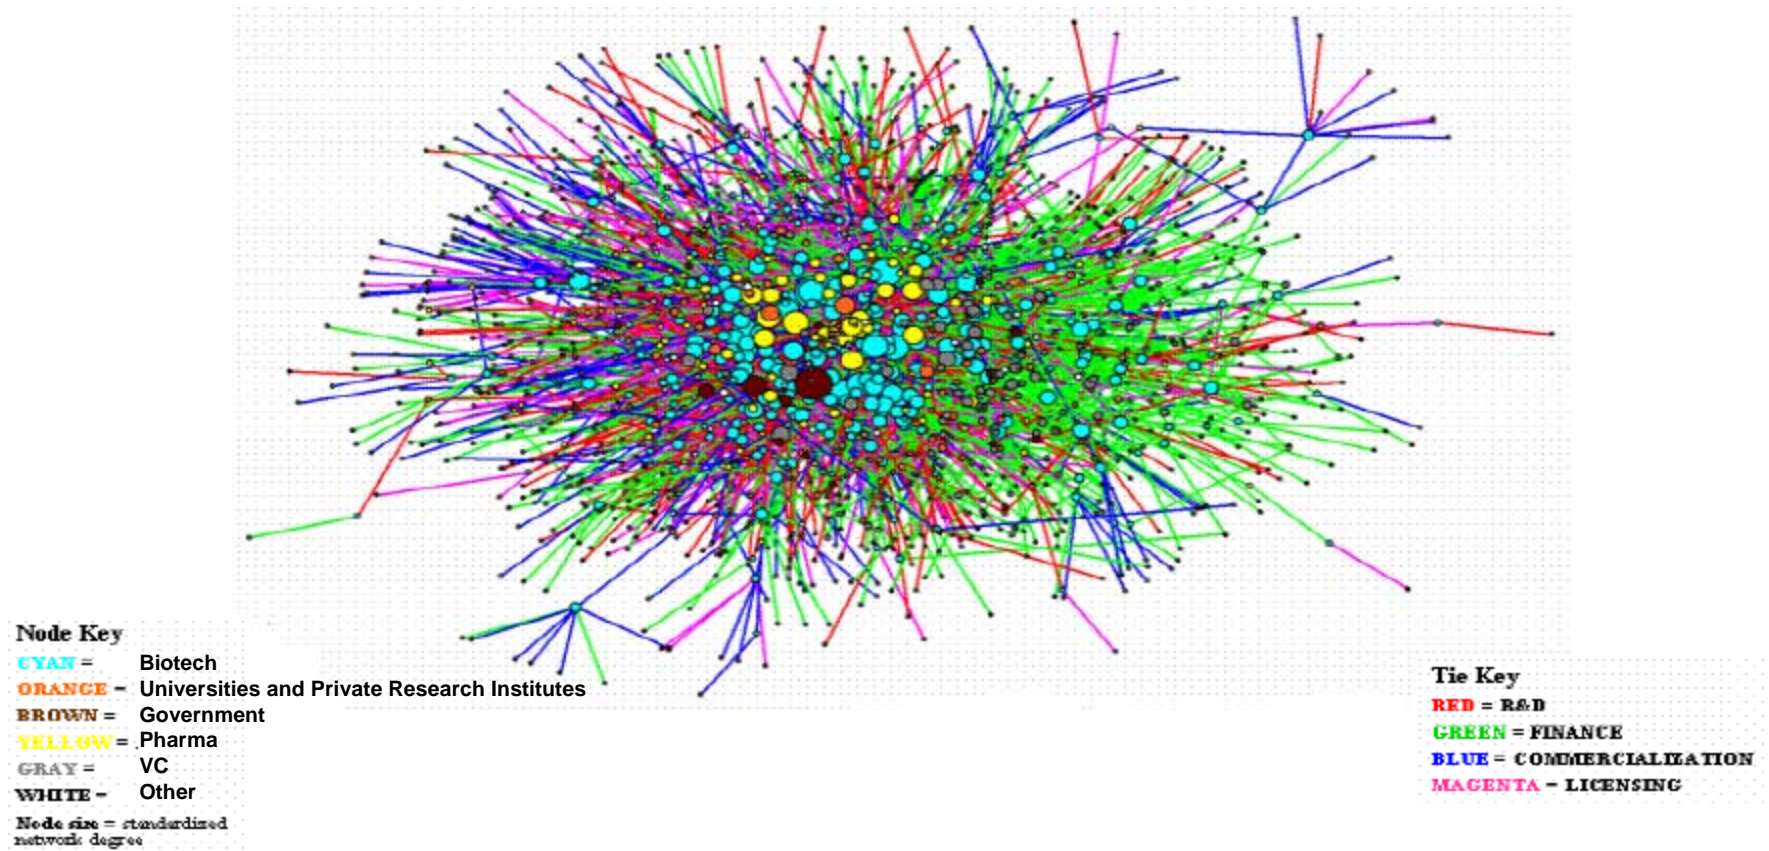 Node Key
CYAN = Biotech
ORANGE = Universities and Private Research Institutes
BROWN = Government
YELLOW = Pharma
GRAY = VC
WHITE = Other
Node size = standardized
network degree
Tie Key
RED = R&D
GREEN = FINANCE
BLUE = COMMERCIALIZATION
MAGENTA = LICENSING